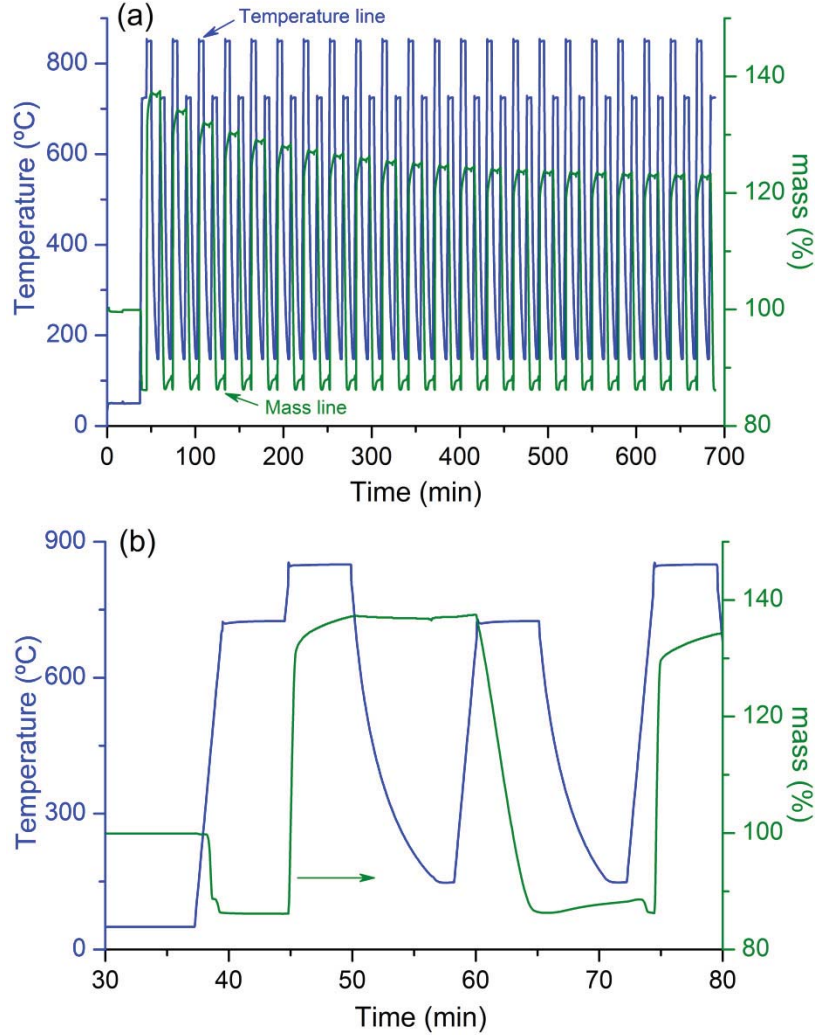 (a)
Temperature line
Mass line
Temperature (ºC)
0
200
400
600
800
mass (%)
80
100
120
140
0 100 200 300 400 500 600 700
Time (min)
(b)
Temperature (ºC)
0
300
600
900
mass (%)
80
100
120
140
30 40 50 60 70 80
Time (min)